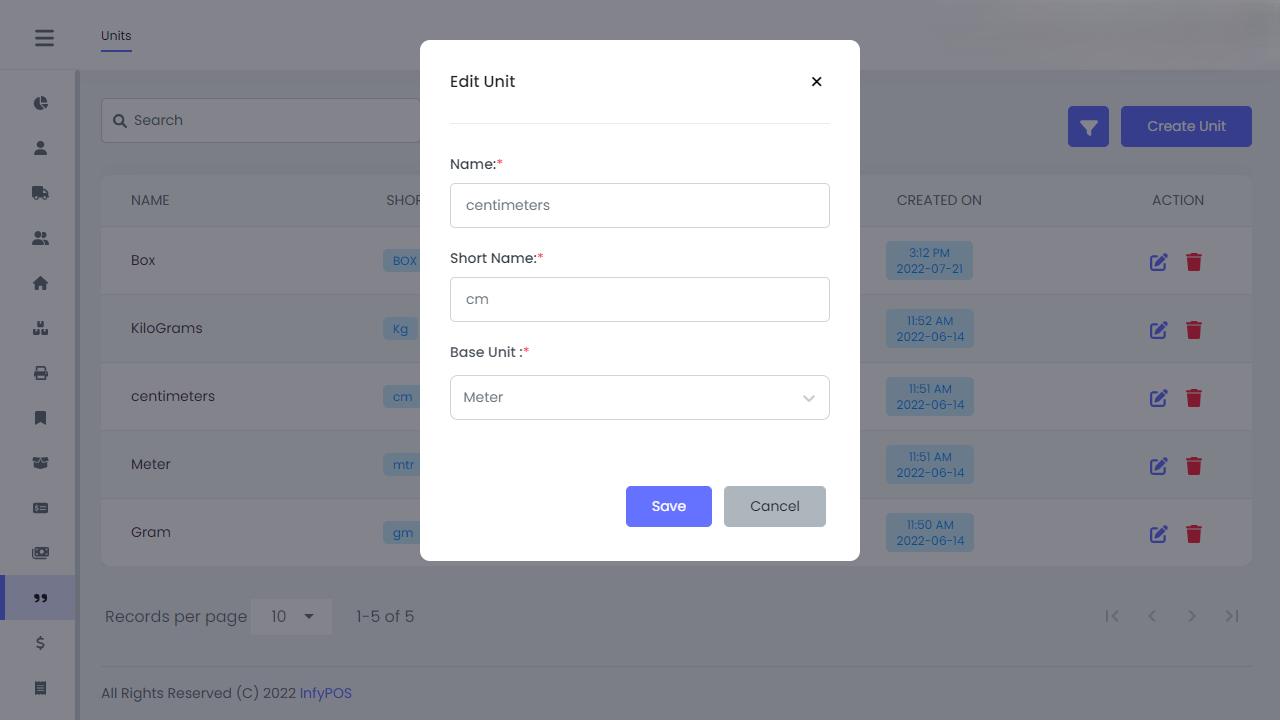 Units
Search
Create Unit
NAME
SHOR
CREATED ON
ACTION
Box
BOX
3:12 PM
2022-07-21
KiloGrams
Kg
11:52 AM
2022-06-14
centimeters
cm
11:51 AM
2022-06-14
Meter
mtr
11:51 AM
2022-06-14
Gram
gm
11:50 AM
2022-06-14
Records per page 10 1-5 of 5
All Rights Reserved (C) 2022 InfyPOS
Edit Unit
Name:*
centimeters
Short Name:*
cm
Base Unit :*
Meter
Save
Cancel